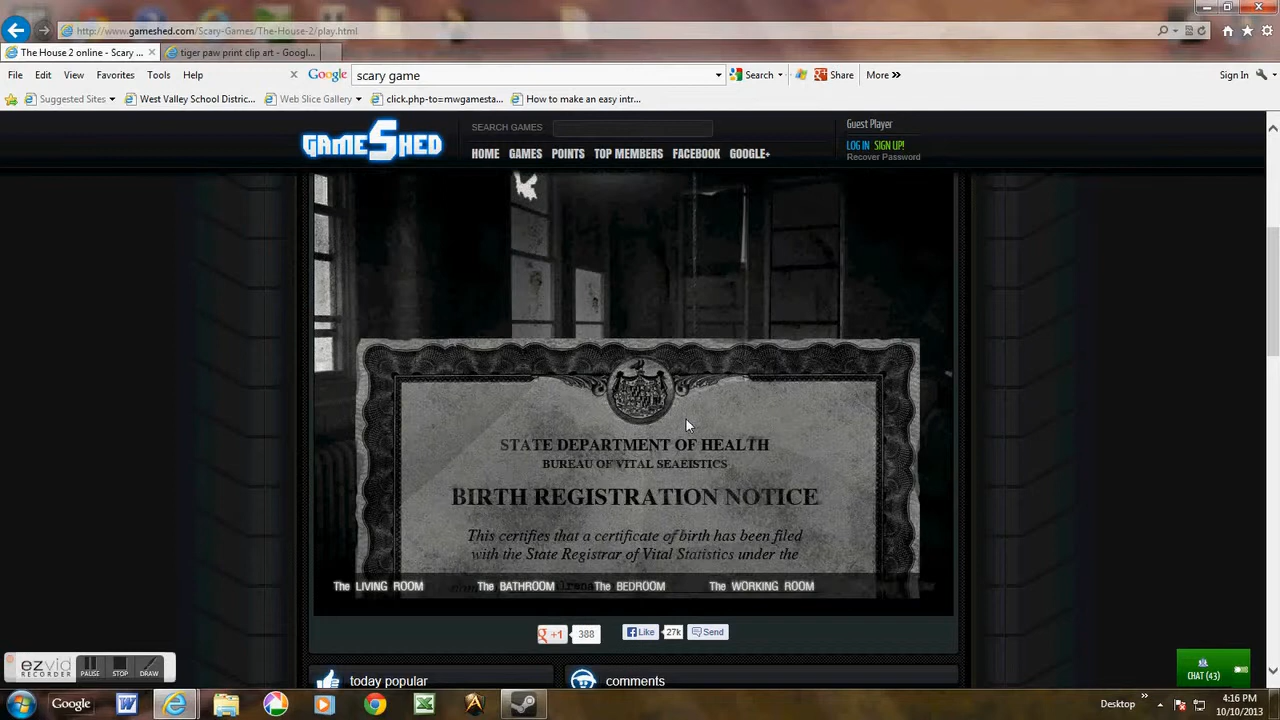 http://www.gameshed.com/Scary-Games/The-House-2/play.html
The House 2 online - Scary ...
tiger paw print clip art - Googl...
File Edit View Favorites Tools Help
Google scary game Search Share More »
Sign In
Suggested Sites West Valley School Distric... Web Slice Gallery click.php-to=mwgamesta... How to make an easy intr...
GAMESHED
SEARCH GAMES
Guest Player
HOME GAMES POINTS TOP MEMBERS FACEBOOK GOOGLE+
LOG IN SIGN UP!
Recover Password
STATE DEPARTMENT OF HEALTH
BUREAU OF VITAL SEAEISTICS
BIRTH REGISTRATION NOTICE
This certifies that a certificate of birth has been filed
with the State Registrar of Vital Statistics under the
The LIVING ROOM The BATHROOM The BEDROOM The WORKING ROOM
+1 388 Like 27k Send
today popular comments
ezvid
RECORDER
PAUSE STOP DRAW
CHAT (43)
Google
Desktop
4:16 PM
10/10/2013